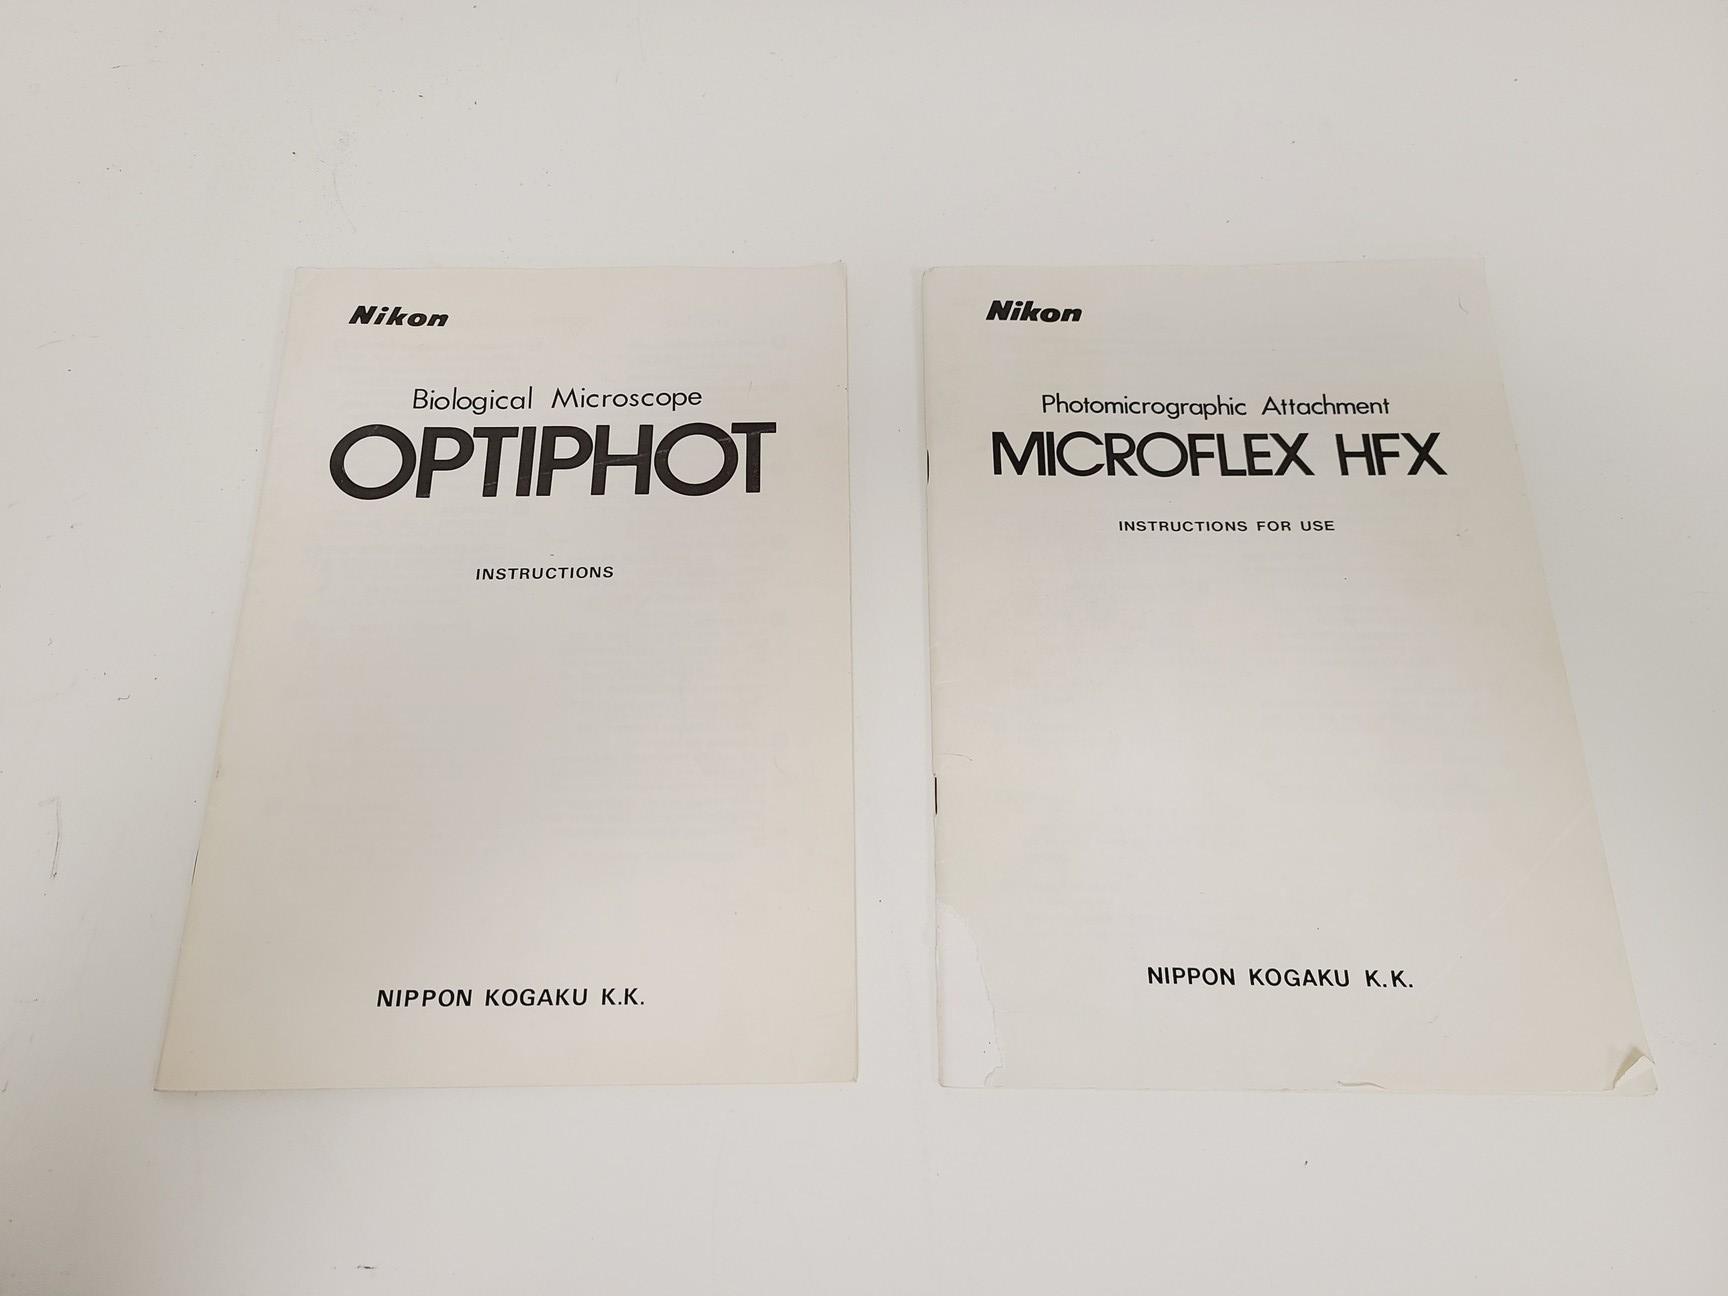 Nikon
Biological Microscope
OPTIPHOT
INSTRUCTIONS
NIPPON KOGAKU K.K.
Nikon
Photomicrographic Attachment
MICROFLEX HFX
INSTRUCTIONS FOR USE
NIPPON KOGAKU K.K.